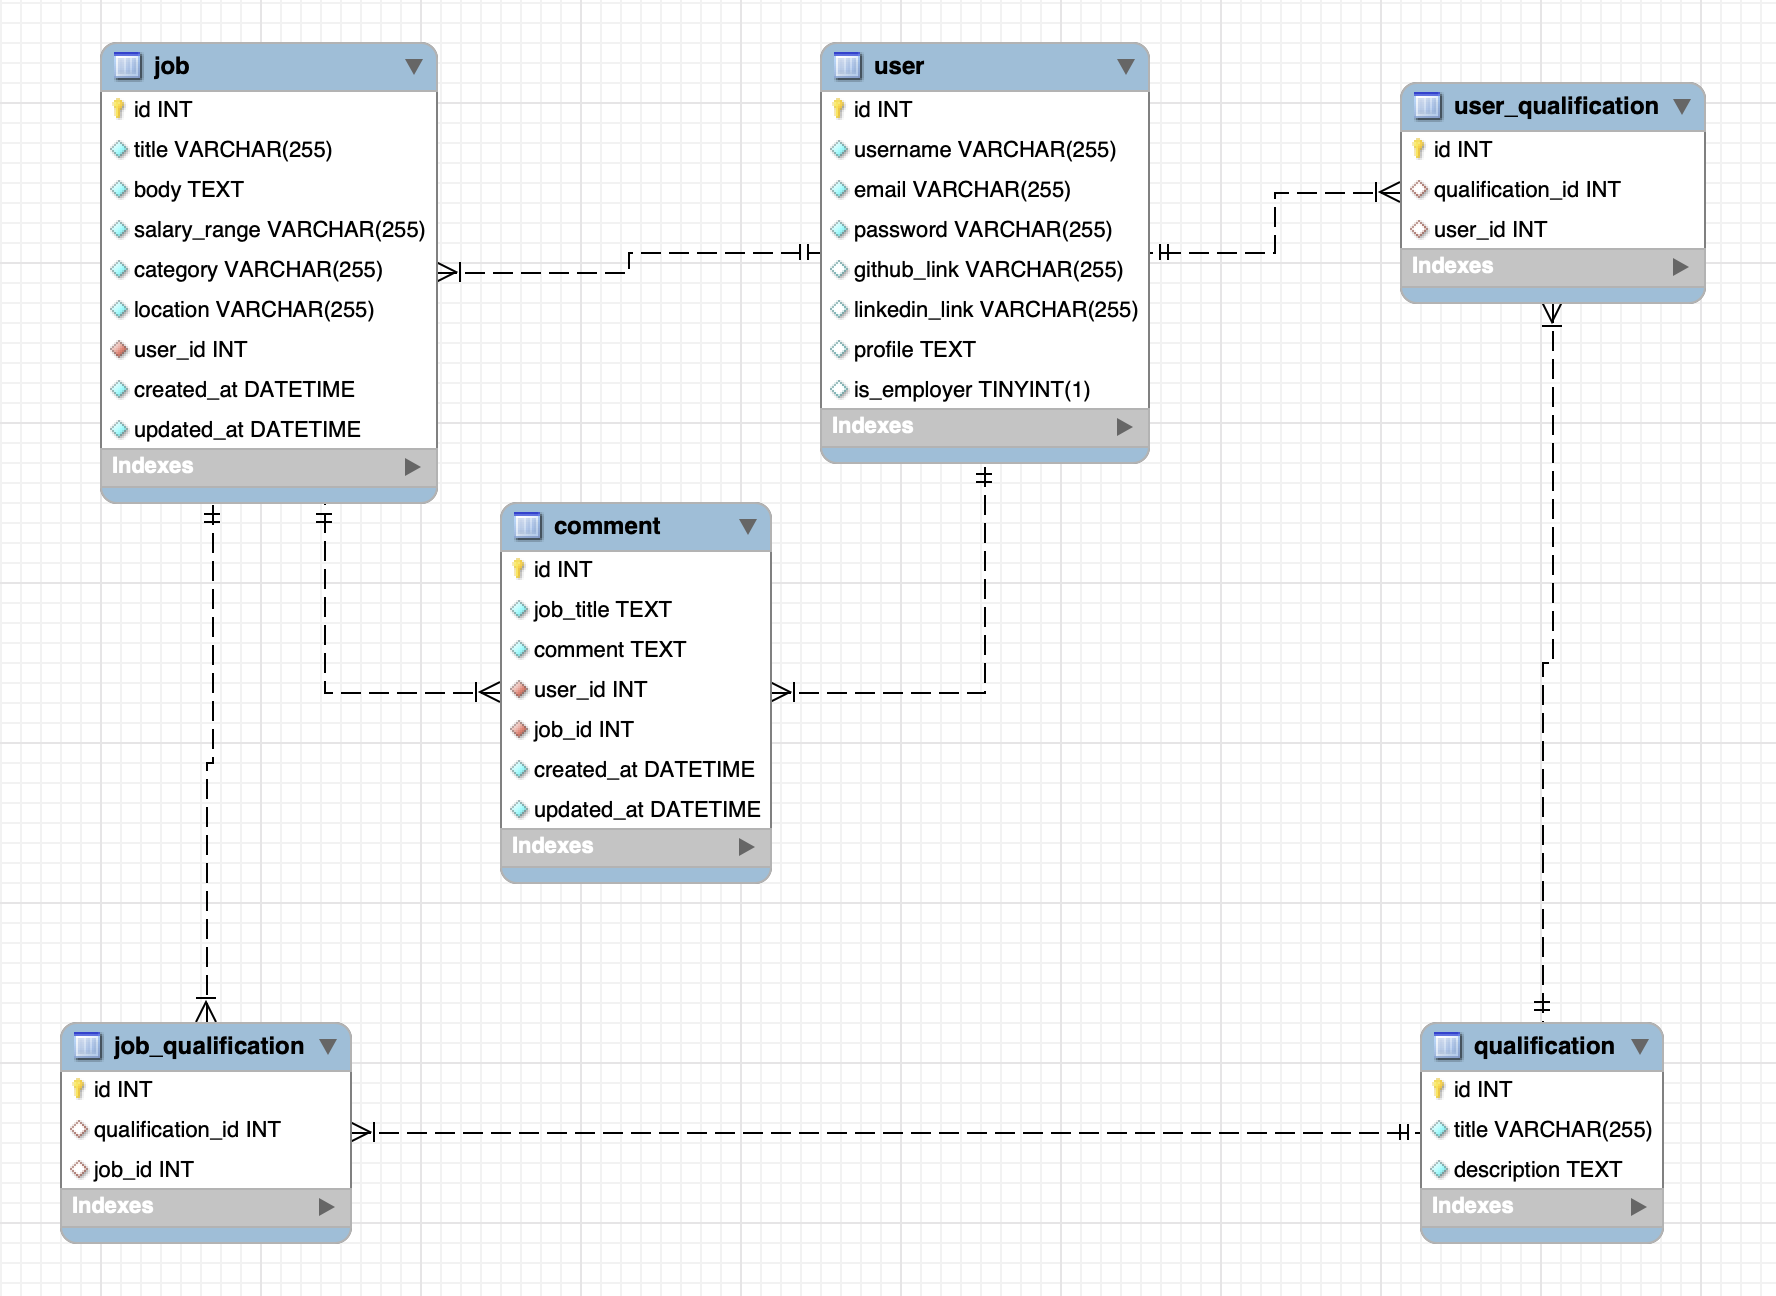 job
id INT
title VARCHAR(255)
body TEXT
salary_range VARCHAR(255)
category VARCHAR(255)
location VARCHAR(255)
user_id INT
created_at DATETIME
updated_at DATETIME
Indexes
user
id INT
username VARCHAR(255)
email VARCHAR(255)
password VARCHAR(255)
github_link VARCHAR(255)
linkedin_link VARCHAR(255)
profile TEXT
is_employer TINYINT(1)
Indexes
user_qualification
id INT
qualification_id INT
user_id INT
Indexes
comment
id INT
job_title TEXT
comment TEXT
user_id INT
job_id INT
created_at DATETIME
updated_at DATETIME
Indexes
job_qualification
id INT
qualification_id INT
job_id INT
Indexes
qualification
id INT
title VARCHAR(255)
description TEXT
Indexes